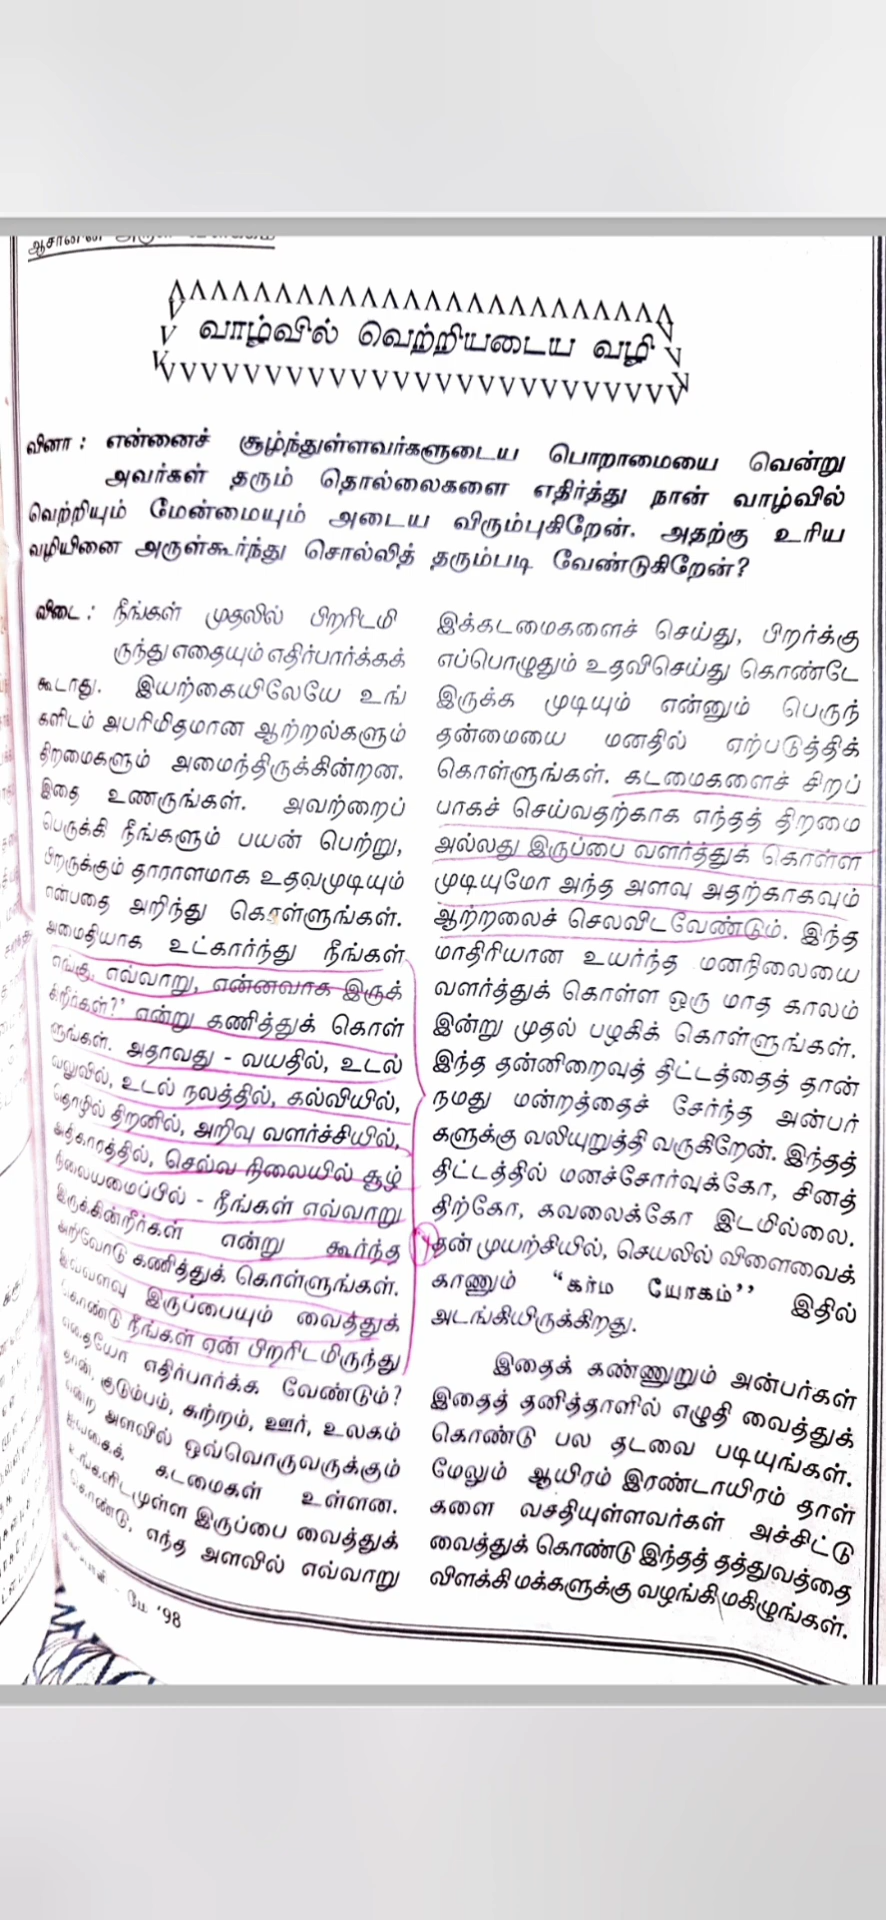 வாழ்வில் வெற்றியடைய வழி
வினா : என்னைச் சூழ்ந்துள்ளவர்களுடைய பொறாமையை வென்று
அவர்கள் தரும் தொல்லைகளை எதிர்த்து நான் வாழ்வில்
வெற்றியும் மேன்மையும் அடைய விரும்புகிறேன். அதற்கு உரிய
வழியினை அருள்கூர்ந்து சொல்லித் தரும்படி வேண்டுகிறேன்?
விடை : நீங்கள் முதலில் பிறரிடமி
ருந்து எதையும் எதிர்பார்க்கக்
கூடாது. இயற்கையிலேயே உங்
களிடம் அபரிமிதமான ஆற்றல்களும்
திறமைகளும் அமைந்திருக்கின்றன.
இதை உணருங்கள். அவற்றைப்
பெருக்கி நீங்களும் பயன் பெற்று,
பிறருக்கும் தாராளமாக உதவமுடியும்
என்பதை அறிந்து கொள்ளுங்கள்.
அமைதியாக உட்கார்ந்து நீங்கள்
எங்கு, எவ்வாறு, என்னவாக இருக்
கிறீர்கள்?' என்று கணித்துக் கொள்
ளுங்கள். அதாவது - வயதில், உடல்
வலுவில், உடல் நலத்தில், கல்வியில்,
தொழில் திறனில், அறிவு வளர்ச்சியில்,
அதிகாரத்தில், செல்வ நிலையில் சூழ்
நிலையமைப்பில் - நீங்கள் எவ்வாறு
இருக்கின்றீர்கள் என்று கூர்ந்த
அறிவோடு கணித்துக் கொள்ளுங்கள்.
இவ்வளவு இருப்பையும் வைத்துக்
கொண்டு நீங்கள் ஏன் பிறரிடமிருந்து
எதையோ எதிர்பார்க்க வேண்டும்?
தான், குடும்பம், சுற்றம், ஊர், உலகம்
என்ற அளவில் ஒவ்வொருவருக்கும்
ஐவகைக் கடமைகள் உள்ளன.
உங்களிடமுள்ள இருப்பை வைத்துக்
கொண்டு, எந்த அளவில் எவ்வாறு
இக்கடமைகளைச் செய்து, பிறர்க்கு
எப்பொழுதும் உதவிசெய்து கொண்டே
இருக்க முடியும் என்னும் பெருந்
தன்மையை மனதில் ஏற்படுத்திக்
கொள்ளுங்கள். கடமைகளைச் சிறப்
பாகச் செய்வதற்காக எந்தத் திறமை
அல்லது இருப்பை வளர்த்துக் கொள்ள
முடியுமோ அந்த அளவு அதற்காகவும்
ஆற்றலைச் செலவிடவேண்டும். இந்த
மாதிரியான உயர்ந்த மனநிலையை
வளர்த்துக் கொள்ள ஒரு மாத காலம்
இன்று முதல் பழகிக் கொள்ளுங்கள்.
இந்த தன்னிறைவுத் திட்டத்தைத் தான்
நமது மன்றத்தைச் சேர்ந்த அன்பர்
களுக்கு வலியுறுத்தி வருகிறேன். இந்தத்
திட்டத்தில் மனச்சோர்வுக்கோ, சினத்
திற்கோ, கவலைக்கோ இடமில்லை.
தன் முயற்சியில், செயலில் விளைவைக்
காணும் “கர்ம யோகம்’’ இதில்
அடங்கியிருக்கிறது.
இதைக் கண்ணுறும் அன்பர்கள்
இதைத் தனித்தாளில் எழுதி வைத்துக்
கொண்டு பல தடவை படியுங்கள்.
மேலும் ஆயிரம் இரண்டாயிரம் தாள்
களை வசதியுள்ளவர்கள் அச்சிட்டு
வைத்துக் கொண்டு இந்தத் தத்துவத்தை
விளக்கி மக்களுக்கு வழங்கி மகிழுங்கள்.
மே '98